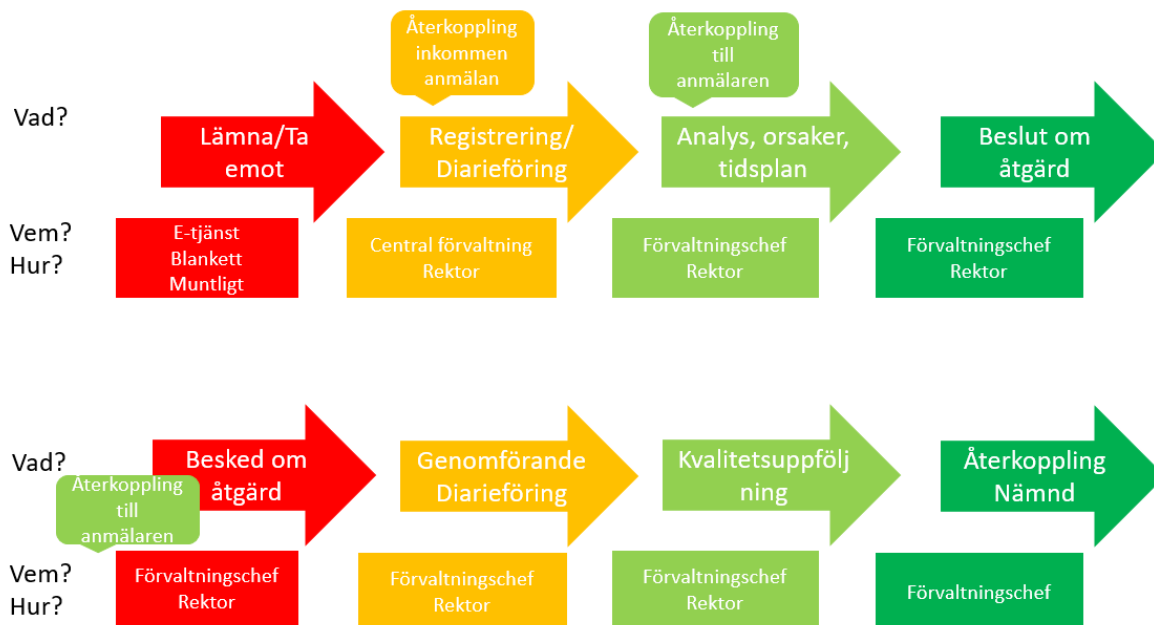 Återkoppling
inkommen
anmälan
Återkoppling
till
anmälaren
Vad?
Lämna/Ta
emot
Registrering/
Diarieföring
Analys, orsaker,
tidsplan
Beslut om
åtgärd
Vem?
Hur?
E-tjänst
Blankett
Muntligt
Central förvaltning
Rektor
Förvaltningschef
Rektor
Förvaltningschef
Rektor
Vad?
Återkoppling
till
anmälaren
Besked om
åtgärd
Genomförande
Diarieföring
Kvalitetsuppfölj
ning
Återkoppling
Nämnd
Vem?
Hur?
Förvaltningschef
Rektor
Förvaltningschef
Rektor
Förvaltningschef
Rektor
Förvaltningschef